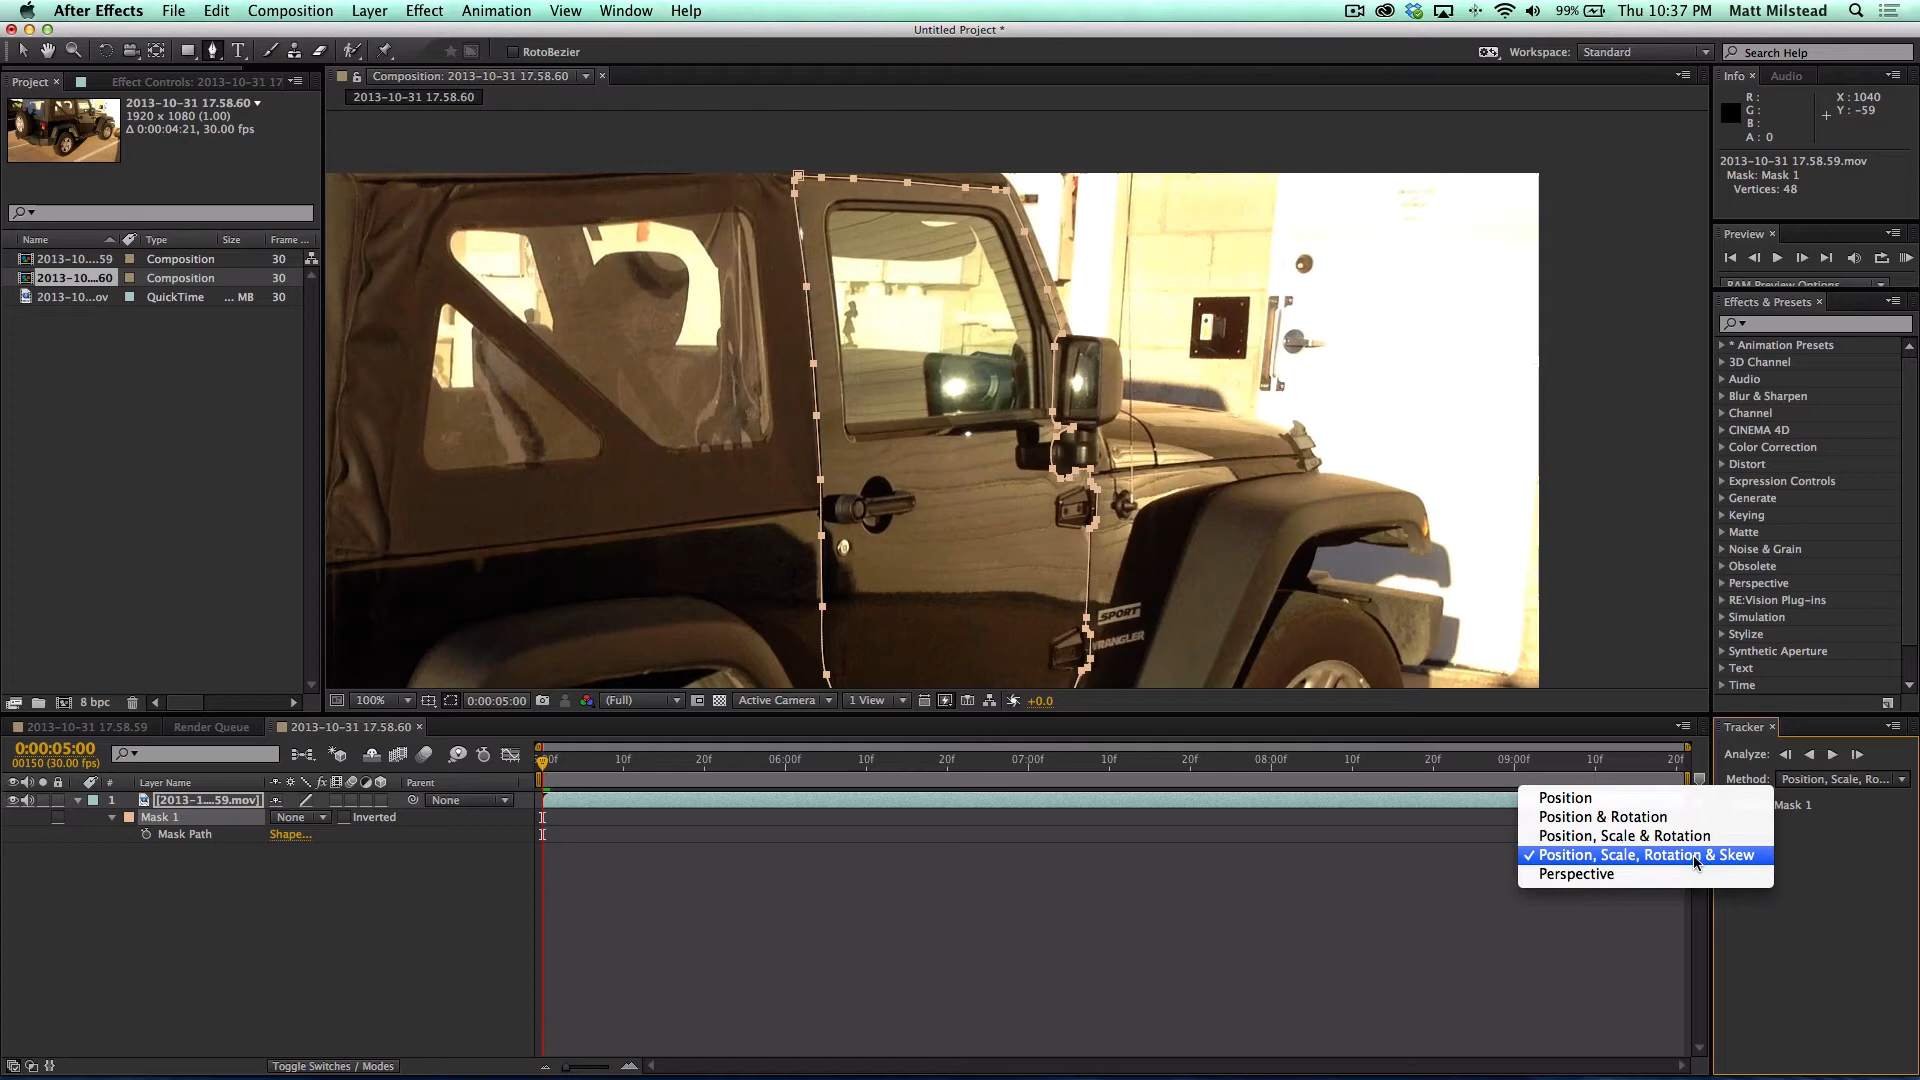 After Effects File Edit Composition Layer Effect Animation View Window Help 99% Thu 10:37 PM Matt Milstead
Untitled Project *
RotoBezier Workspace: Standard Search Help
Project × Effect Controls: 2013-10-31 17
2013-10-31 17.58.60
1920 x 1080 (1.00)
Δ 0:00:04:21, 30.00 fps
Name Type Size Frame ...
2013-10....59 Composition 30
2013-10....60 Composition 30
2013-10...ov QuickTime ... MB 30
8 bpc
Composition: 2013-10-31 17.58.60 ×
2013-10-31 17.58.60
SPORT
WRANGLER
100% 0:00:05:00 (Full) Active Camera 1 View +0.0
Info × Audio
R : X : 1040
G : Y : -59
B :
A : 0
2013-10-31 17.58.59.mov
Mask: Mask 1
Vertices: 48
Preview ×
RAM Preview Options
Effects & Presets ×
* Animation Presets
3D Channel
Audio
Blur & Sharpen
Channel
CINEMA 4D
Color Correction
Distort
Expression Controls
Generate
Keying
Matte
Noise & Grain
Obsolete
Perspective
RE:Vision Plug-ins
Simulation
Stylize
Synthetic Aperture
Text
Time
2013-10-31 17.58.59 Render Queue 2013-10-31 17.58.60 ×
0:00:05:00
00150 (30.00 fps)
# Layer Name Parent
1 [2013-1....59.mov] None
Mask 1 None Inverted
Mask Path Shape...
Toggle Switches / Modes
00f 10f 20f 06:00f 10f 20f 07:00f 10f 20f 08:00f 10f 20f 09:00f 10f 20f
Tracker ×
Analyze:
Method: Position, Scale, Ro...
Mask 1
Position
Position & Rotation
Position, Scale & Rotation
✓ Position, Scale, Rotation & Skew
Perspective